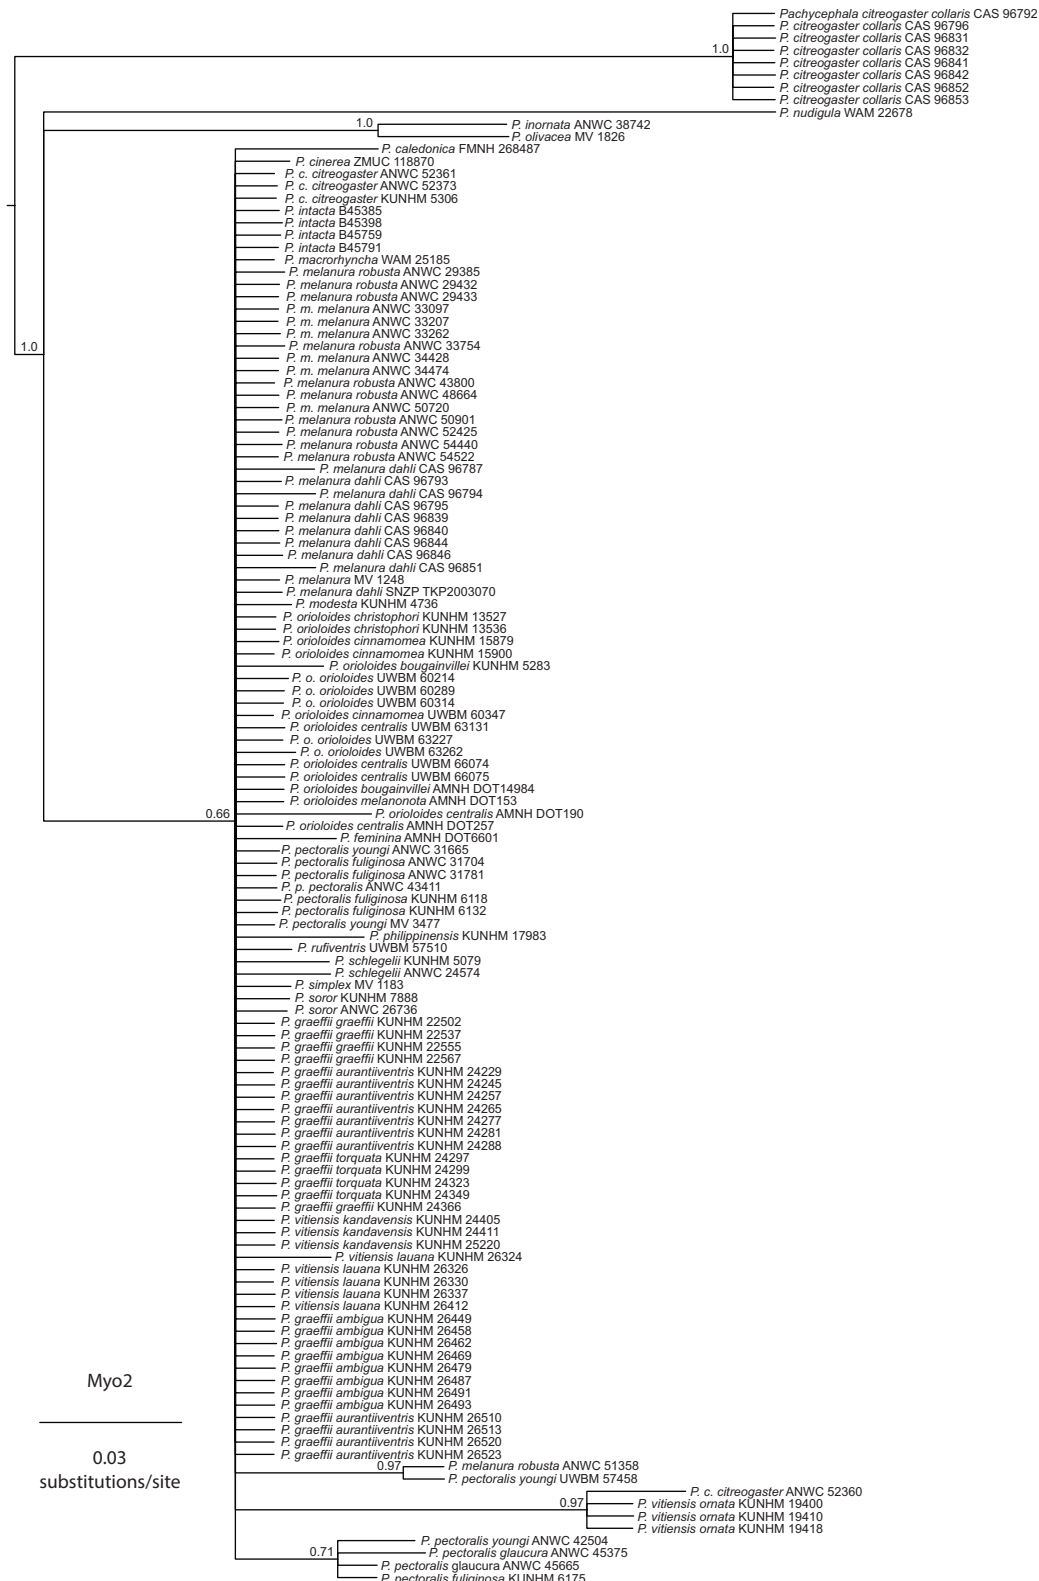 Pachycephala citreogaster collaris CAS 96792
P. citreogaster collaris CAS 96796
P. citreogaster collaris CAS 96831
P. citreogaster collaris CAS 96832
1.0
P. citreogaster collaris CAS 96841
P. citreogaster collaris CAS 96842
P. citreogaster collaris CAS 96852
P. citreogaster collaris CAS 96853
P. nudigula WAM 22678
1.0
P. inornata ANWC 38742
P. olivacea MV 1826
P. caledonica FMNH 268487
P. cinerea ZMUC 118870
P. c. citreogaster ANWC 52361
P. c. citreogaster ANWC 52373
P. c. citreogaster KUNHM 5306
P. intacta B45385
P. intacta B45398
P. intacta B45759
P. intacta B45791
P. macrorhyncha WAM 25185
P. melanura robusta ANWC 29385
P. melanura robusta ANWC 29432
P. melanura robusta ANWC 29433
P. m. melanura ANWC 33097
P. m. melanura ANWC 33207
P. m. melanura ANWC 33262
P. melanura robusta ANWC 33754
1.0
P. m. melanura ANWC 34428
P. m. melanura ANWC 34474
P. melanura robusta ANWC 43800
P. melanura robusta ANWC 48664
P. m. melanura ANWC 50720
P. melanura robusta ANWC 50901
P. melanura robusta ANWC 52425
P. melanura robusta ANWC 54440
P. melanura robusta ANWC 54522
P. melanura dahli CAS 96787
P. melanura dahli CAS 96793
P. melanura dahli CAS 96794
P. melanura dahli CAS 96795
P. melanura dahli CAS 96839
P. melanura dahli CAS 96840
P. melanura dahli CAS 96844
P. melanura dahli CAS 96846
P. melanura dahli CAS 96851
P. melanura MV 1248
P. melanura dahli SNZP TKP2003070
P. modesta KUNHM 4736
P. orioloides christophori KUNHM 13527
P. orioloides christophori KUNHM 13536
P. orioloides cinnamomea KUNHM 15879
P. orioloides cinnamomea KUNHM 15900
P. orioloides bougainvillei KUNHM 5283
P. o. orioloides UWBM 60214
P. o. orioloides UWBM 60289
P. o. orioloides UWBM 60314
P. orioloides cinnamomea UWBM 60347
P. orioloides centralis UWBM 63131
P. o. orioloides UWBM 63227
P. o. orioloides UWBM 63262
P. orioloides centralis UWBM 66074
P. orioloides centralis UWBM 66075
P. orioloides bougainvillei AMNH DOT14984
P. orioloides melanonota AMNH DOT153
0.66
P. orioloides centralis AMNH DOT190
P. orioloides centralis AMNH DOT257
P. feminina AMNH DOT6601
P. pectoralis youngi ANWC 31665
P. pectoralis fuliginosa ANWC 31704
P. pectoralis fuliginosa ANWC 31781
P. p. pectoralis ANWC 43411
P. pectoralis fuliginosa KUNHM 6118
P. pectoralis fuliginosa KUNHM 6132
P. pectoralis youngi MV 3477
P. philippinensis KUNHM 17983
P. rufiventris UWBM 57510
P. schlegelii KUNHM 5079
P. schlegelii ANWC 24574
P. simplex MV 1183
P. soror KUNHM 7888
P. soror ANWC 26736
P. graeffii graeffii KUNHM 22502
P. graeffii graeffii KUNHM 22537
P. graeffii graeffii KUNHM 22555
P. graeffii graeffii KUNHM 22567
P. graeffii aurantiiventris KUNHM 24229
P. graeffii aurantiiventris KUNHM 24245
P. graeffii aurantiiventris KUNHM 24257
P. graeffii aurantiiventris KUNHM 24265
P. graeffii aurantiiventris KUNHM 24277
P. graeffii aurantiiventris KUNHM 24281
P. graeffii aurantiiventris KUNHM 24288
P. graeffii torquata KUNHM 24297
P. graeffii torquata KUNHM 24299
P. graeffii torquata KUNHM 24323
P. graeffii torquata KUNHM 24349
P. graeffii graeffii KUNHM 24366
P. vitiensis kandavensis KUNHM 24405
P. vitiensis kandavensis KUNHM 24411
P. vitiensis kandavensis KUNHM 25220
P. vitiensis lauana KUNHM 26324
P. vitiensis lauana KUNHM 26326
P. vitiensis lauana KUNHM 26330
P. vitiensis lauana KUNHM 26337
P. vitiensis lauana KUNHM 26412
P. graeffii ambigua KUNHM 26449
P. graeffii ambigua KUNHM 26458
P. graeffii ambigua KUNHM 26462
P. graeffii ambigua KUNHM 26469
P. graeffii ambigua KUNHM 26479
P. graeffii ambigua KUNHM 26487
P. graeffii ambigua KUNHM 26491
P. graeffii ambigua KUNHM 26493
P. graeffii aurantiiventris KUNHM 26510
P. graeffii aurantiiventris KUNHM 26513
P. graeffii aurantiiventris KUNHM 26520
P. graeffii aurantiiventris KUNHM 26523
0.97
P. melanura robusta ANWC 51358
P. pectoralis youngi UWBM 57458
P. c. citreogaster ANWC 52360
0.97
P. vitiensis ornata KUNHM 19400
P. vitiensis ornata KUNHM 19410
P. vitiensis ornata KUNHM 19418
P. pectoralis youngi ANWC 42504
0.71
P. pectoralis glaucura ANWC 45375
P. pectoralis glaucura ANWC 45665
P. pectoralis fuliginosa KUNHM 6175
Myo2
0.03
substitutions/site